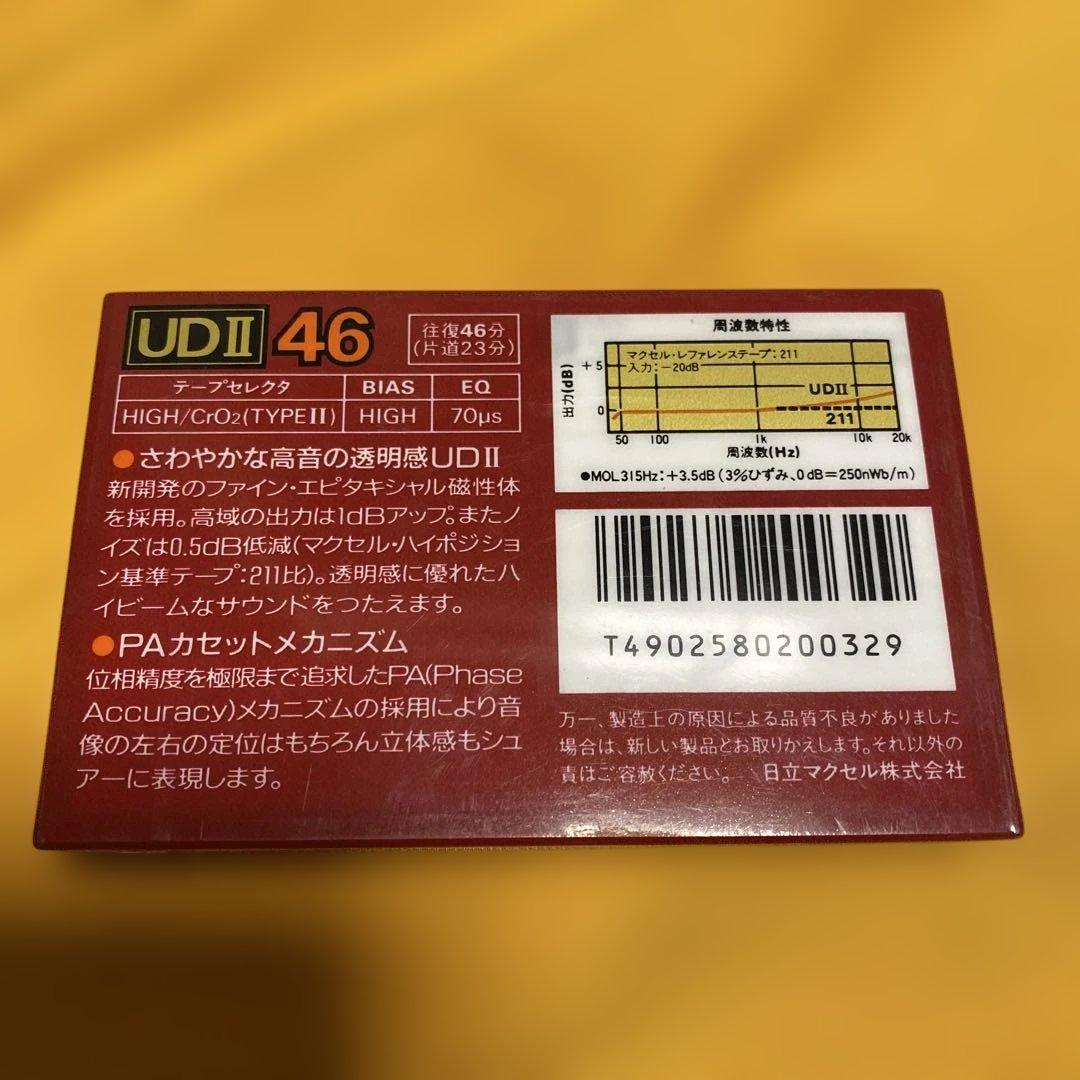 UDⅡ 46
往復46分
(片道23分)
テープセレクタ BIAS EQ
HIGH/CrO2(TYPEⅡ) HIGH 70μs
●さわやかな高音の透明感UDⅡ
新開発のファイン・エピタキシャル磁性体
を採用。高域の出力は1dBアップ。またノ
イズは0.5dB低減(マクセル・ハイポジショ
ン基準テープ:211比)。透明感に優れたハ
イビームなサウンドをつたえます。
●PAカセットメカニズム
位相精度を極限まで追求したPA(Phase
Accuracy)メカニズムの採用により音
像の左右の定位はもちろん立体感もシュ
アーに表現します。
周波数特性
マクセル・レファレンステープ:211
入力:−20dB
出力(dB)
+5
0
UDⅡ
211
50 100 1k 10k 20k
周波数(Hz)
●MOL315Hz:+3.5dB(3%ひずみ、0dB=250nWb/m)
T4902580200329
万一、製造上の原因による品質不良がありました
場合は、新しい製品とお取りかえします。それ以外の
責はご容赦ください。 日立マクセル株式会社